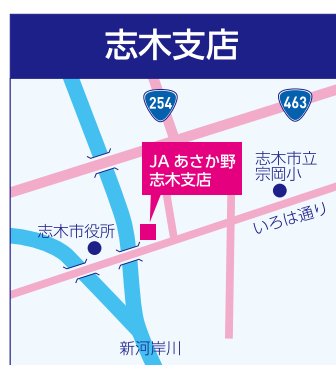 志木支店
254
463
JA あさか野
志木支店
志木市立
宗岡小
いろは通り
志木市役所
新河岸川